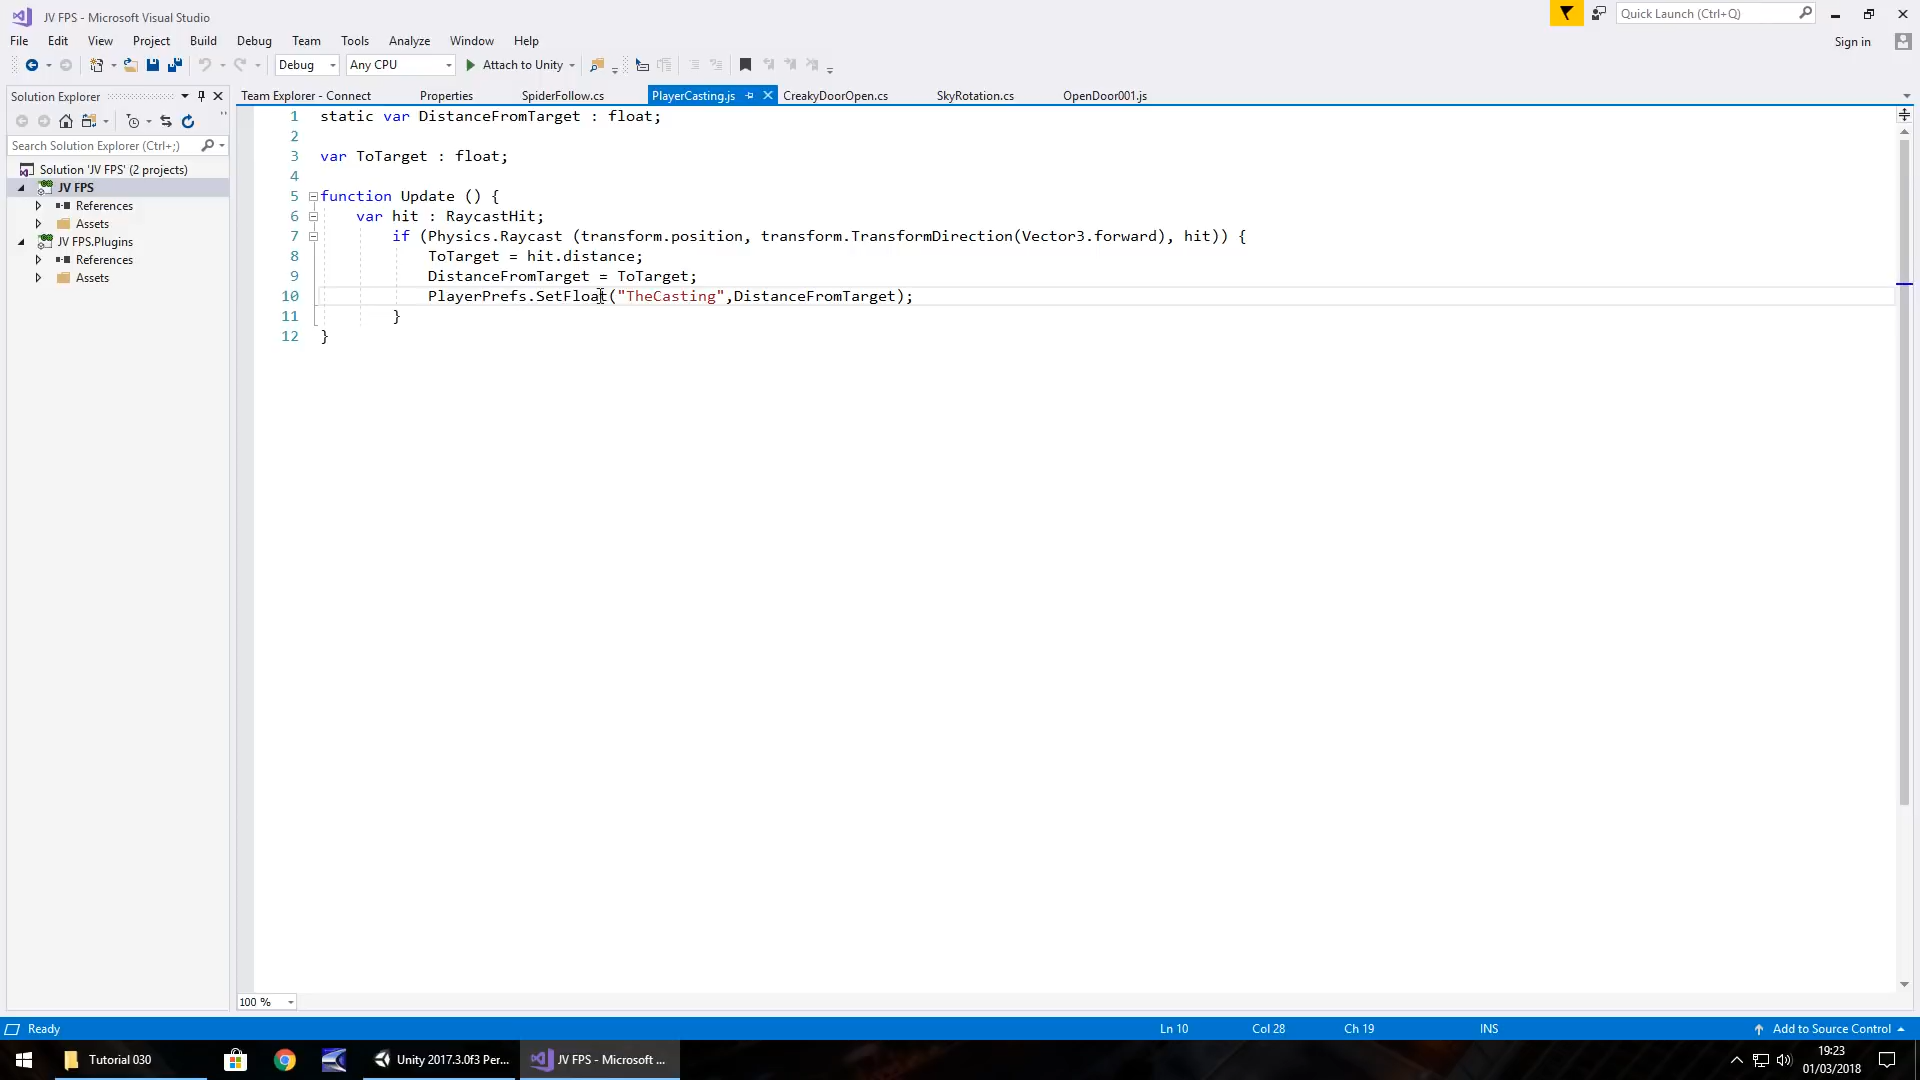 JV FPS - Microsoft Visual Studio
Quick Launch (Ctrl+Q)
File Edit View Project Build Debug Team Tools Analyze Window Help
Sign in
Debug Any CPU Attach to Unity
Solution Explorer
Team Explorer - Connect Properties SpiderFollow.cs PlayerCasting.js CreakyDoorOpen.cs SkyRotation.cs OpenDoor001.js
Search Solution Explorer (Ctrl+;)
Solution 'JV FPS' (2 projects)
JV FPS
References
Assets
JV FPS.Plugins
References
Assets
1 static var DistanceFromTarget : float;
2
3 var ToTarget : float;
4
5 function Update () {
6 var hit : RaycastHit;
7 if (Physics.Raycast (transform.position, transform.TransformDirection(Vector3.forward), hit)) {
8 ToTarget = hit.distance;
9 DistanceFromTarget = ToTarget;
10 PlayerPrefs.SetFloat("TheCasting",DistanceFromTarget);
11 }
12 }
100 %
Ready Ln 10 Col 28 Ch 19 INS Add to Source Control
Tutorial 030 Unity 2017.3.0f3 Per... JV FPS - Microsoft ... 19:23
01/03/2018